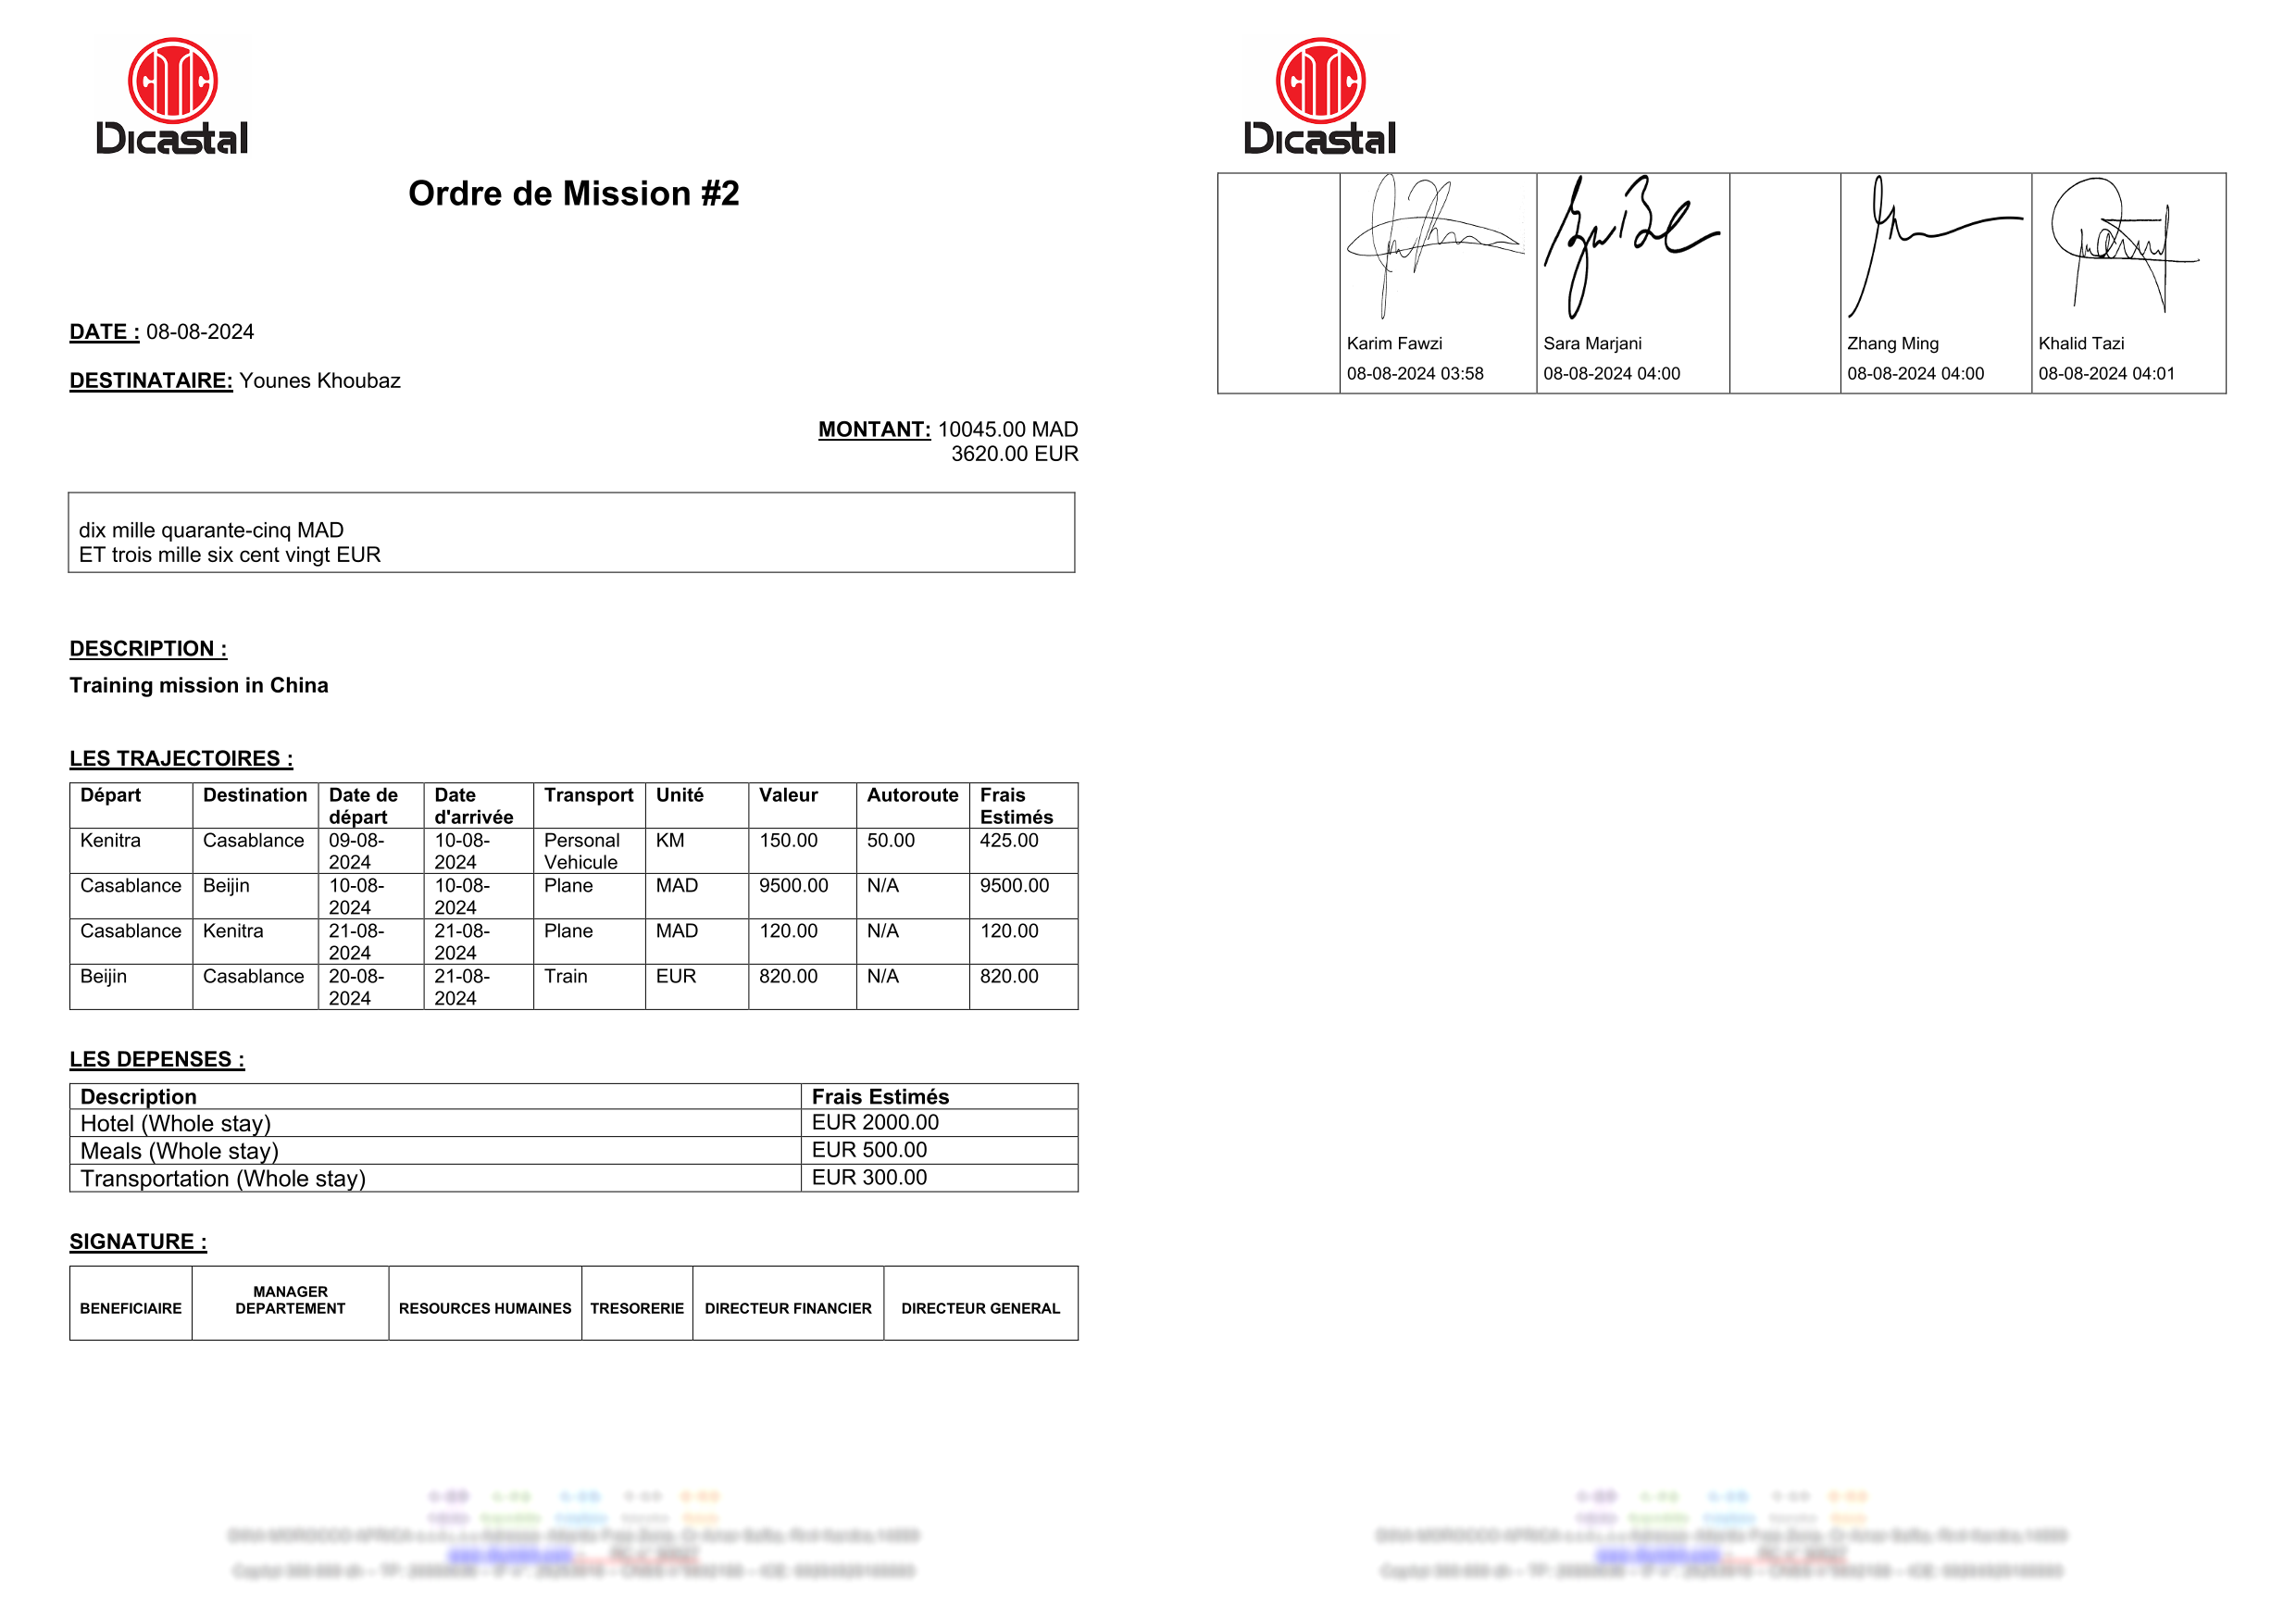 Dicastal
Ordre de Mission #2
DATE : 08-08-2024
DESTINATAIRE: Younes Khoubaz
MONTANT: 10045.00 MAD
3620.00 EUR
dix mille quarante-cinq MAD
ET trois mille six cent vingt EUR
DESCRIPTION :
Training mission in China
LES TRAJECTOIRES :
Départ Destination Date de départ Date d'arrivée Transport Unité Valeur Autoroute Frais Estimés
Kenitra Casablance 09-08-2024 10-08-2024 Personal Vehicule KM 150.00 50.00 425.00
Casablance Beijin 10-08-2024 10-08-2024 Plane MAD 9500.00 N/A 9500.00
Casablance Kenitra 21-08-2024 21-08-2024 Plane MAD 120.00 N/A 120.00
Beijin Casablance 20-08-2024 21-08-2024 Train EUR 820.00 N/A 820.00
LES DEPENSES :
Description Frais Estimés
Hotel (Whole stay) EUR 2000.00
Meals (Whole stay) EUR 500.00
Transportation (Whole stay) EUR 300.00
SIGNATURE :
BENEFICIAIRE MANAGER DEPARTEMENT RESOURCES HUMAINES TRESORERIE DIRECTEUR FINANCIER DIRECTEUR GENERAL
Dicastal
Karim Fawzi Sara Marjani Zhang Ming Khalid Tazi
08-08-2024 03:58 08-08-2024 04:00 08-08-2024 04:00 08-08-2024 04:01